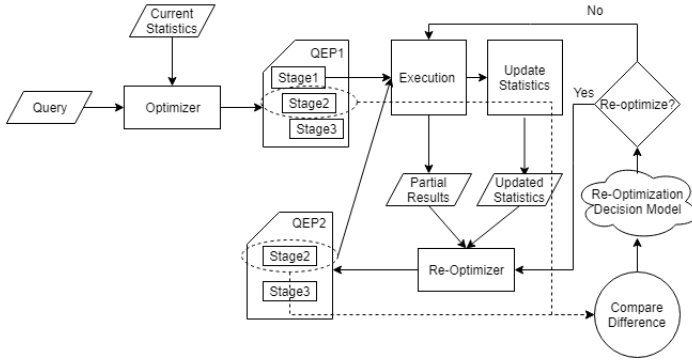 Current
Statistics
No
QEP1
Stage1
Execution
Update
Statistics
Query
Optimizer
Stage2
Yes
Re-optimize?
Stage3
Partial
Results
Updated
Statistics
Re-Optimization
Decision Model
QEP2
Stage2
Re-Optimizer
Stage3
Compare
Difference